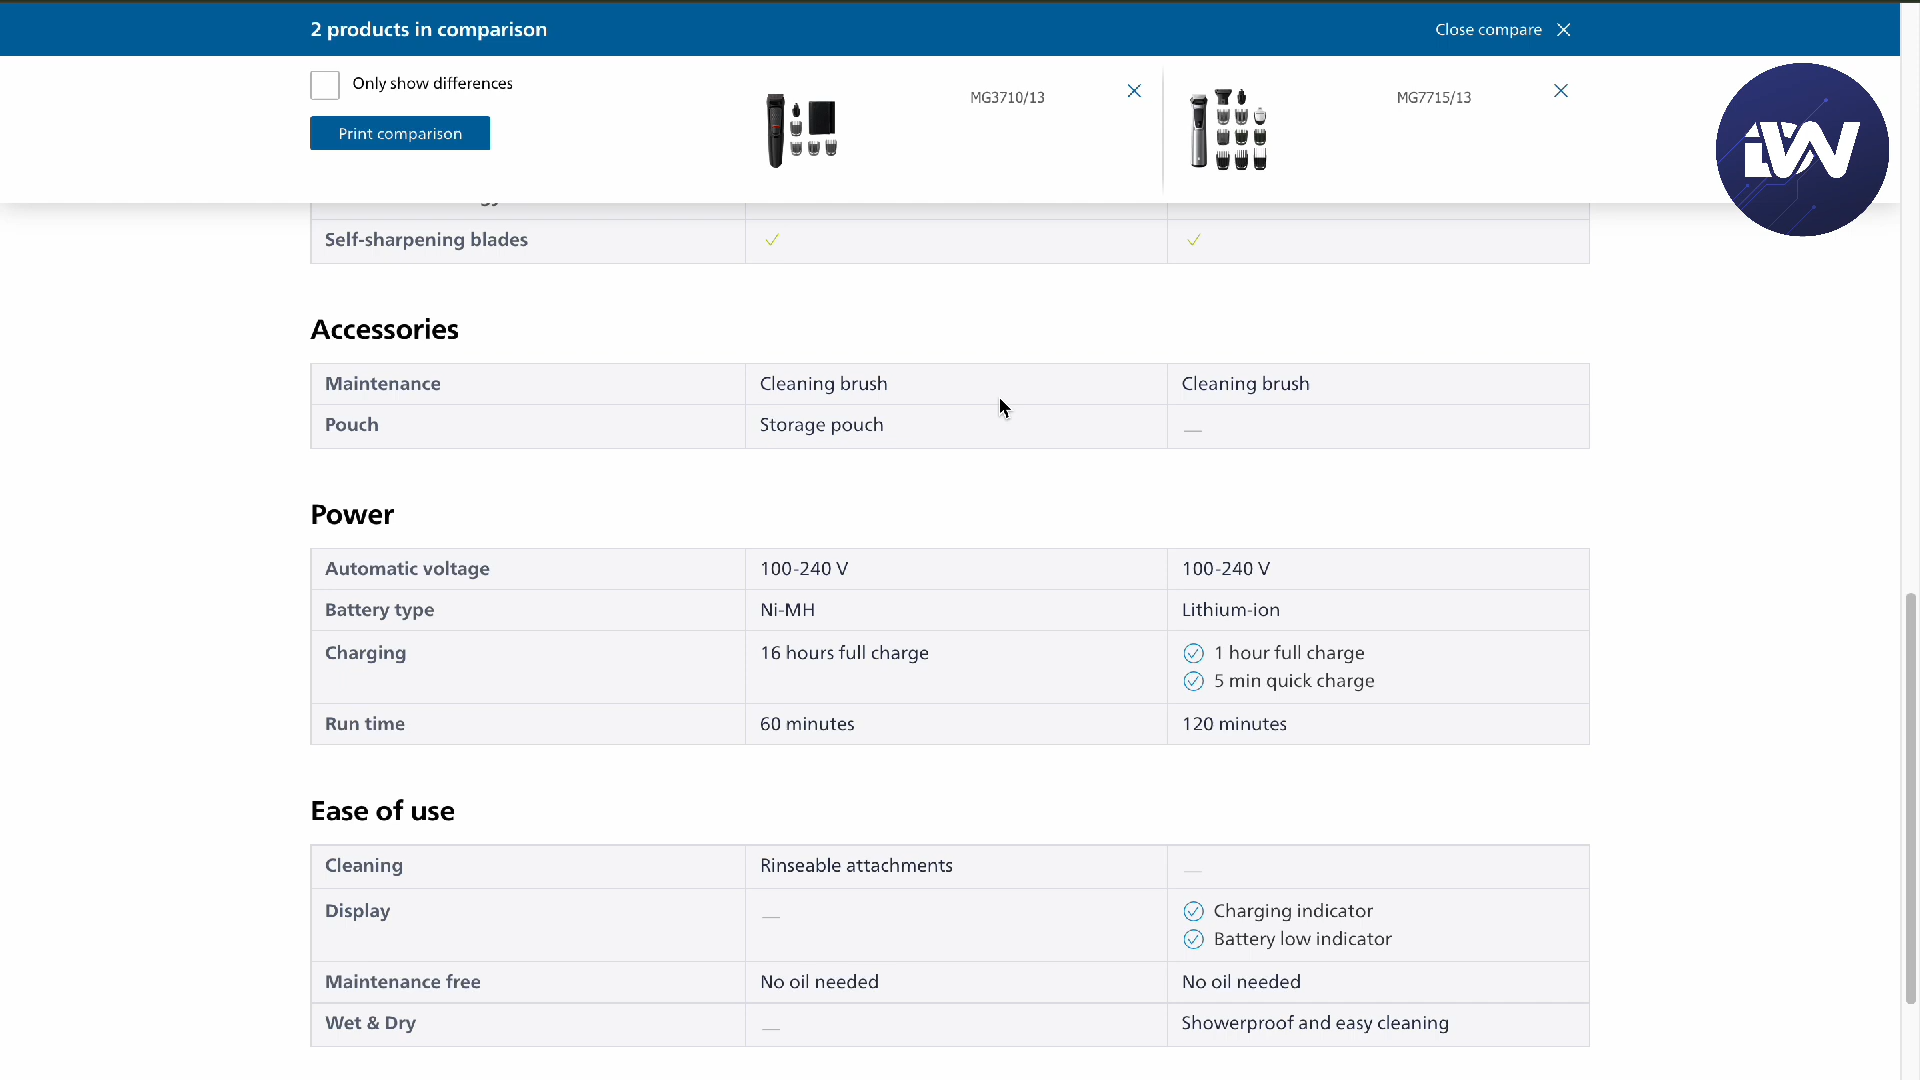 2 products in comparison
Close compare
Only show differences
Print comparison
MG3710/13
MG7715/13
Self-sharpening blades
Accessories
Maintenance Cleaning brush Cleaning brush
Pouch Storage pouch —
Power
Automatic voltage 100-240 V 100-240 V
Battery type Ni-MH Lithium-ion
Charging 16 hours full charge 1 hour full charge
5 min quick charge
Run time 60 minutes 120 minutes
Ease of use
Cleaning Rinseable attachments —
Display — Charging indicator
Battery low indicator
Maintenance free No oil needed No oil needed
Wet & Dry — Showerproof and easy cleaning